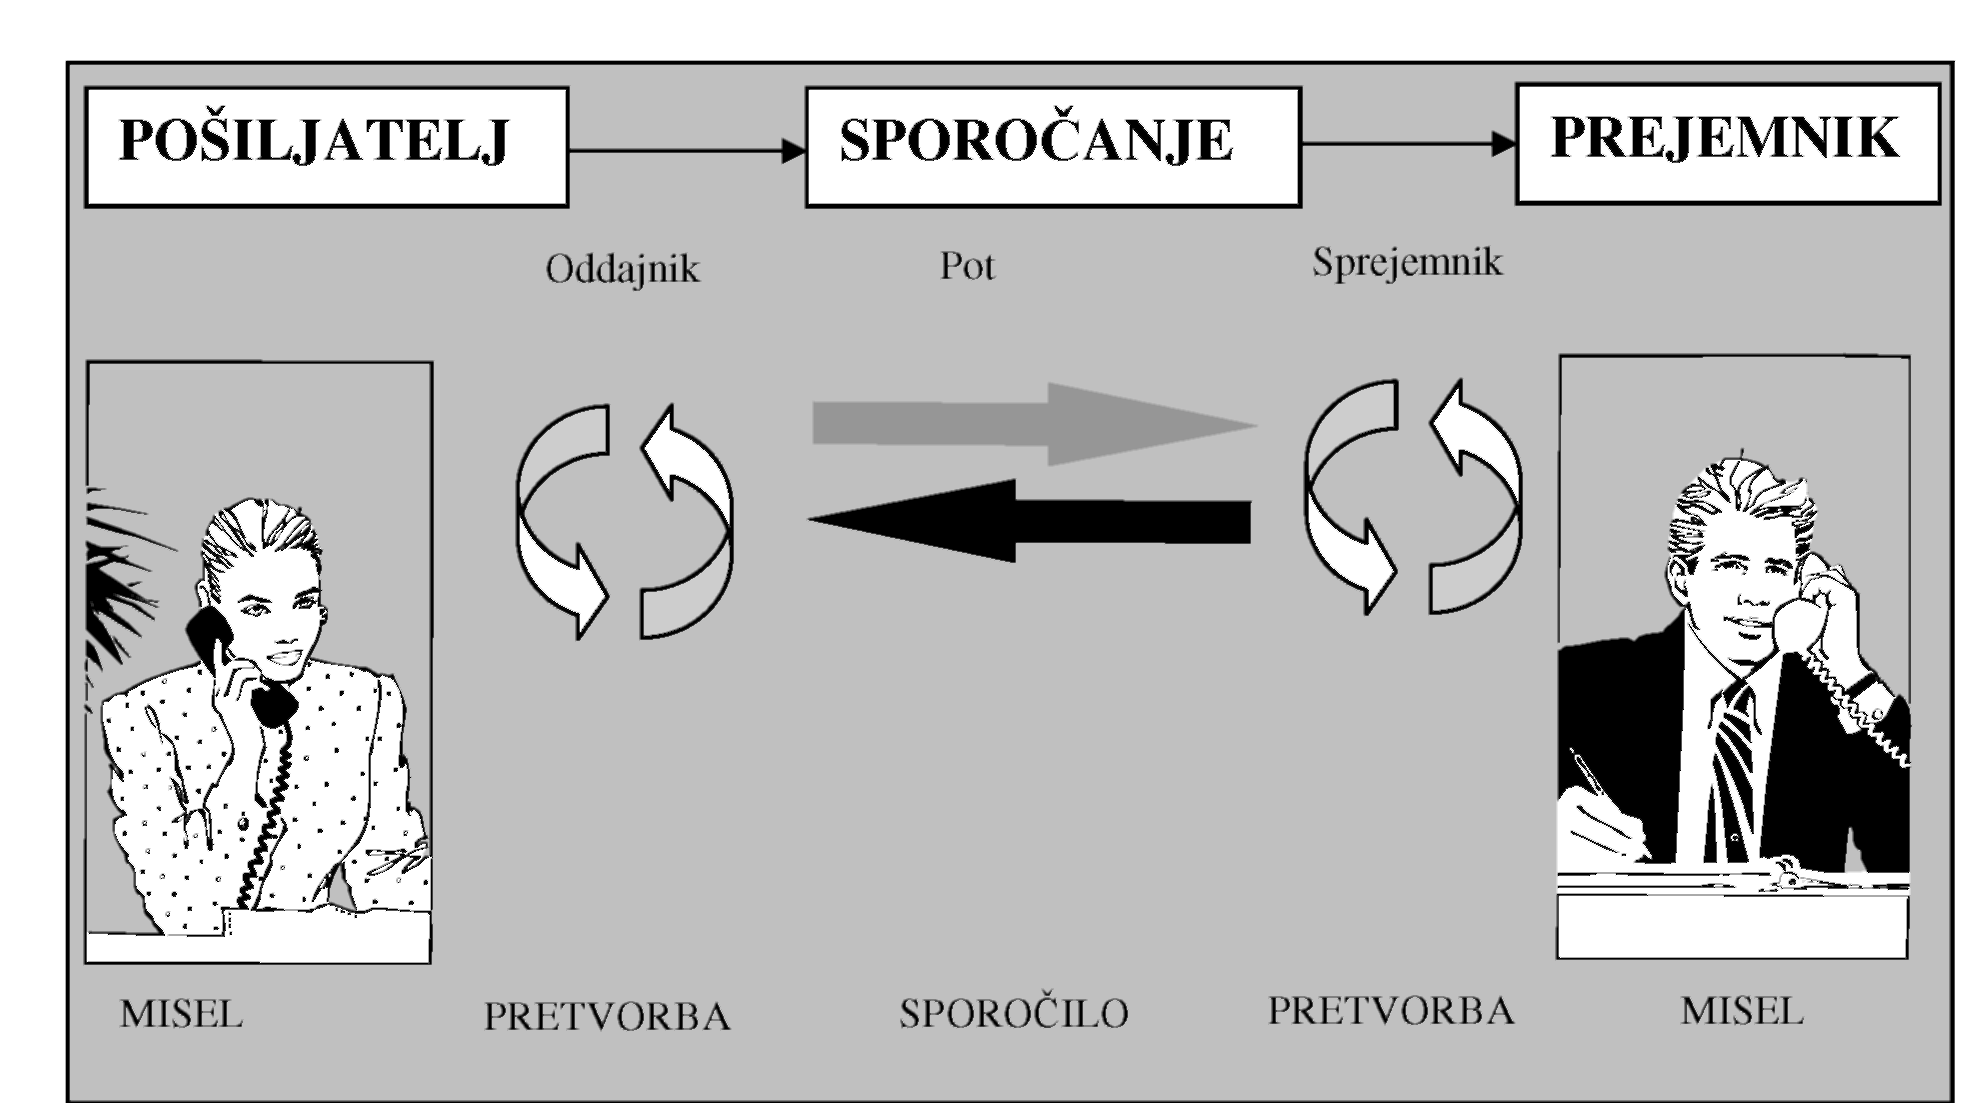 POŠILJATELJ SPOROČANJE PREJEMNIK
Oddajnik Pot Sprejemnik
MISEL PRETVORBA SPOROČILO PRETVORBA MISEL